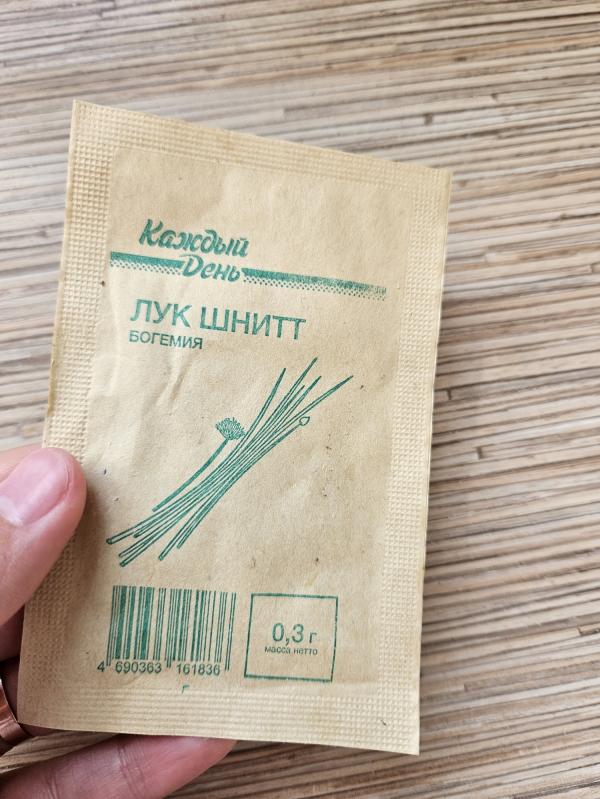 Каждый
День
ЛУК ШНИТТ
БОГЕМИЯ
0,3 г
масса нетто
4 690363 161836